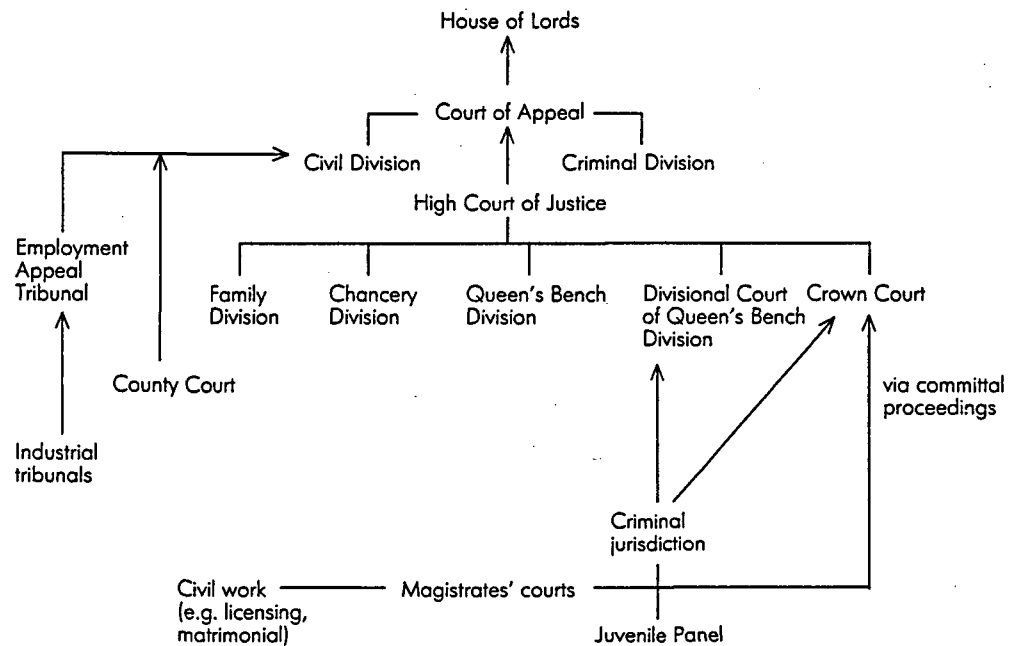 House of Lords
Court of Appeal
Civil Division
Criminal Division
High Court of Justice
Employment
Appeal
Tribunal
Family
Division
Chancery
Division
Queen's Bench
Division
Divisional Court
of Queen's Bench
Division
Crown Court
County Court
via committal
proceedings
Industrial
tribunals
Criminal
jurisdiction
Civil work
(e.g. licensing,
matrimonial)
Magistrates' courts
Juvenile Panel